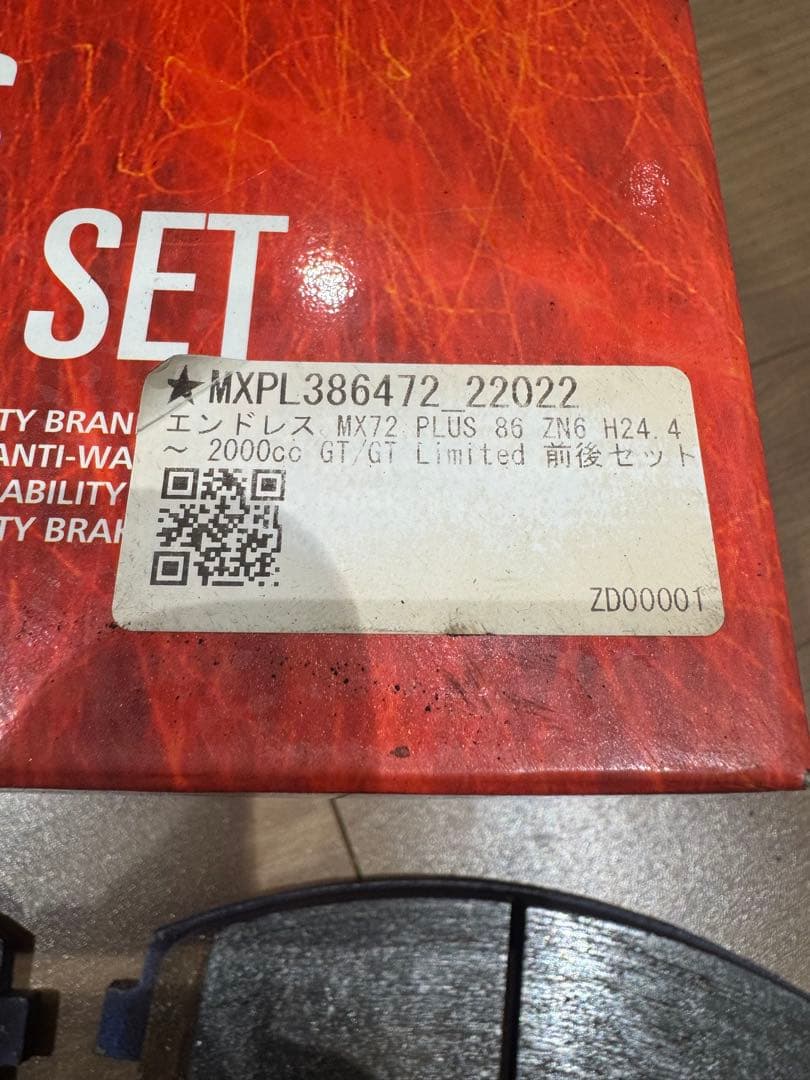 SET
★MXPL386472_22022
エンドレス MX72 PLUS 86 ZN6 H24.4
～ 2000cc GT/GT Limited 前後セット
TY BRAN
ANTI-WA
ABILITY
TY BRAK
ZD00001